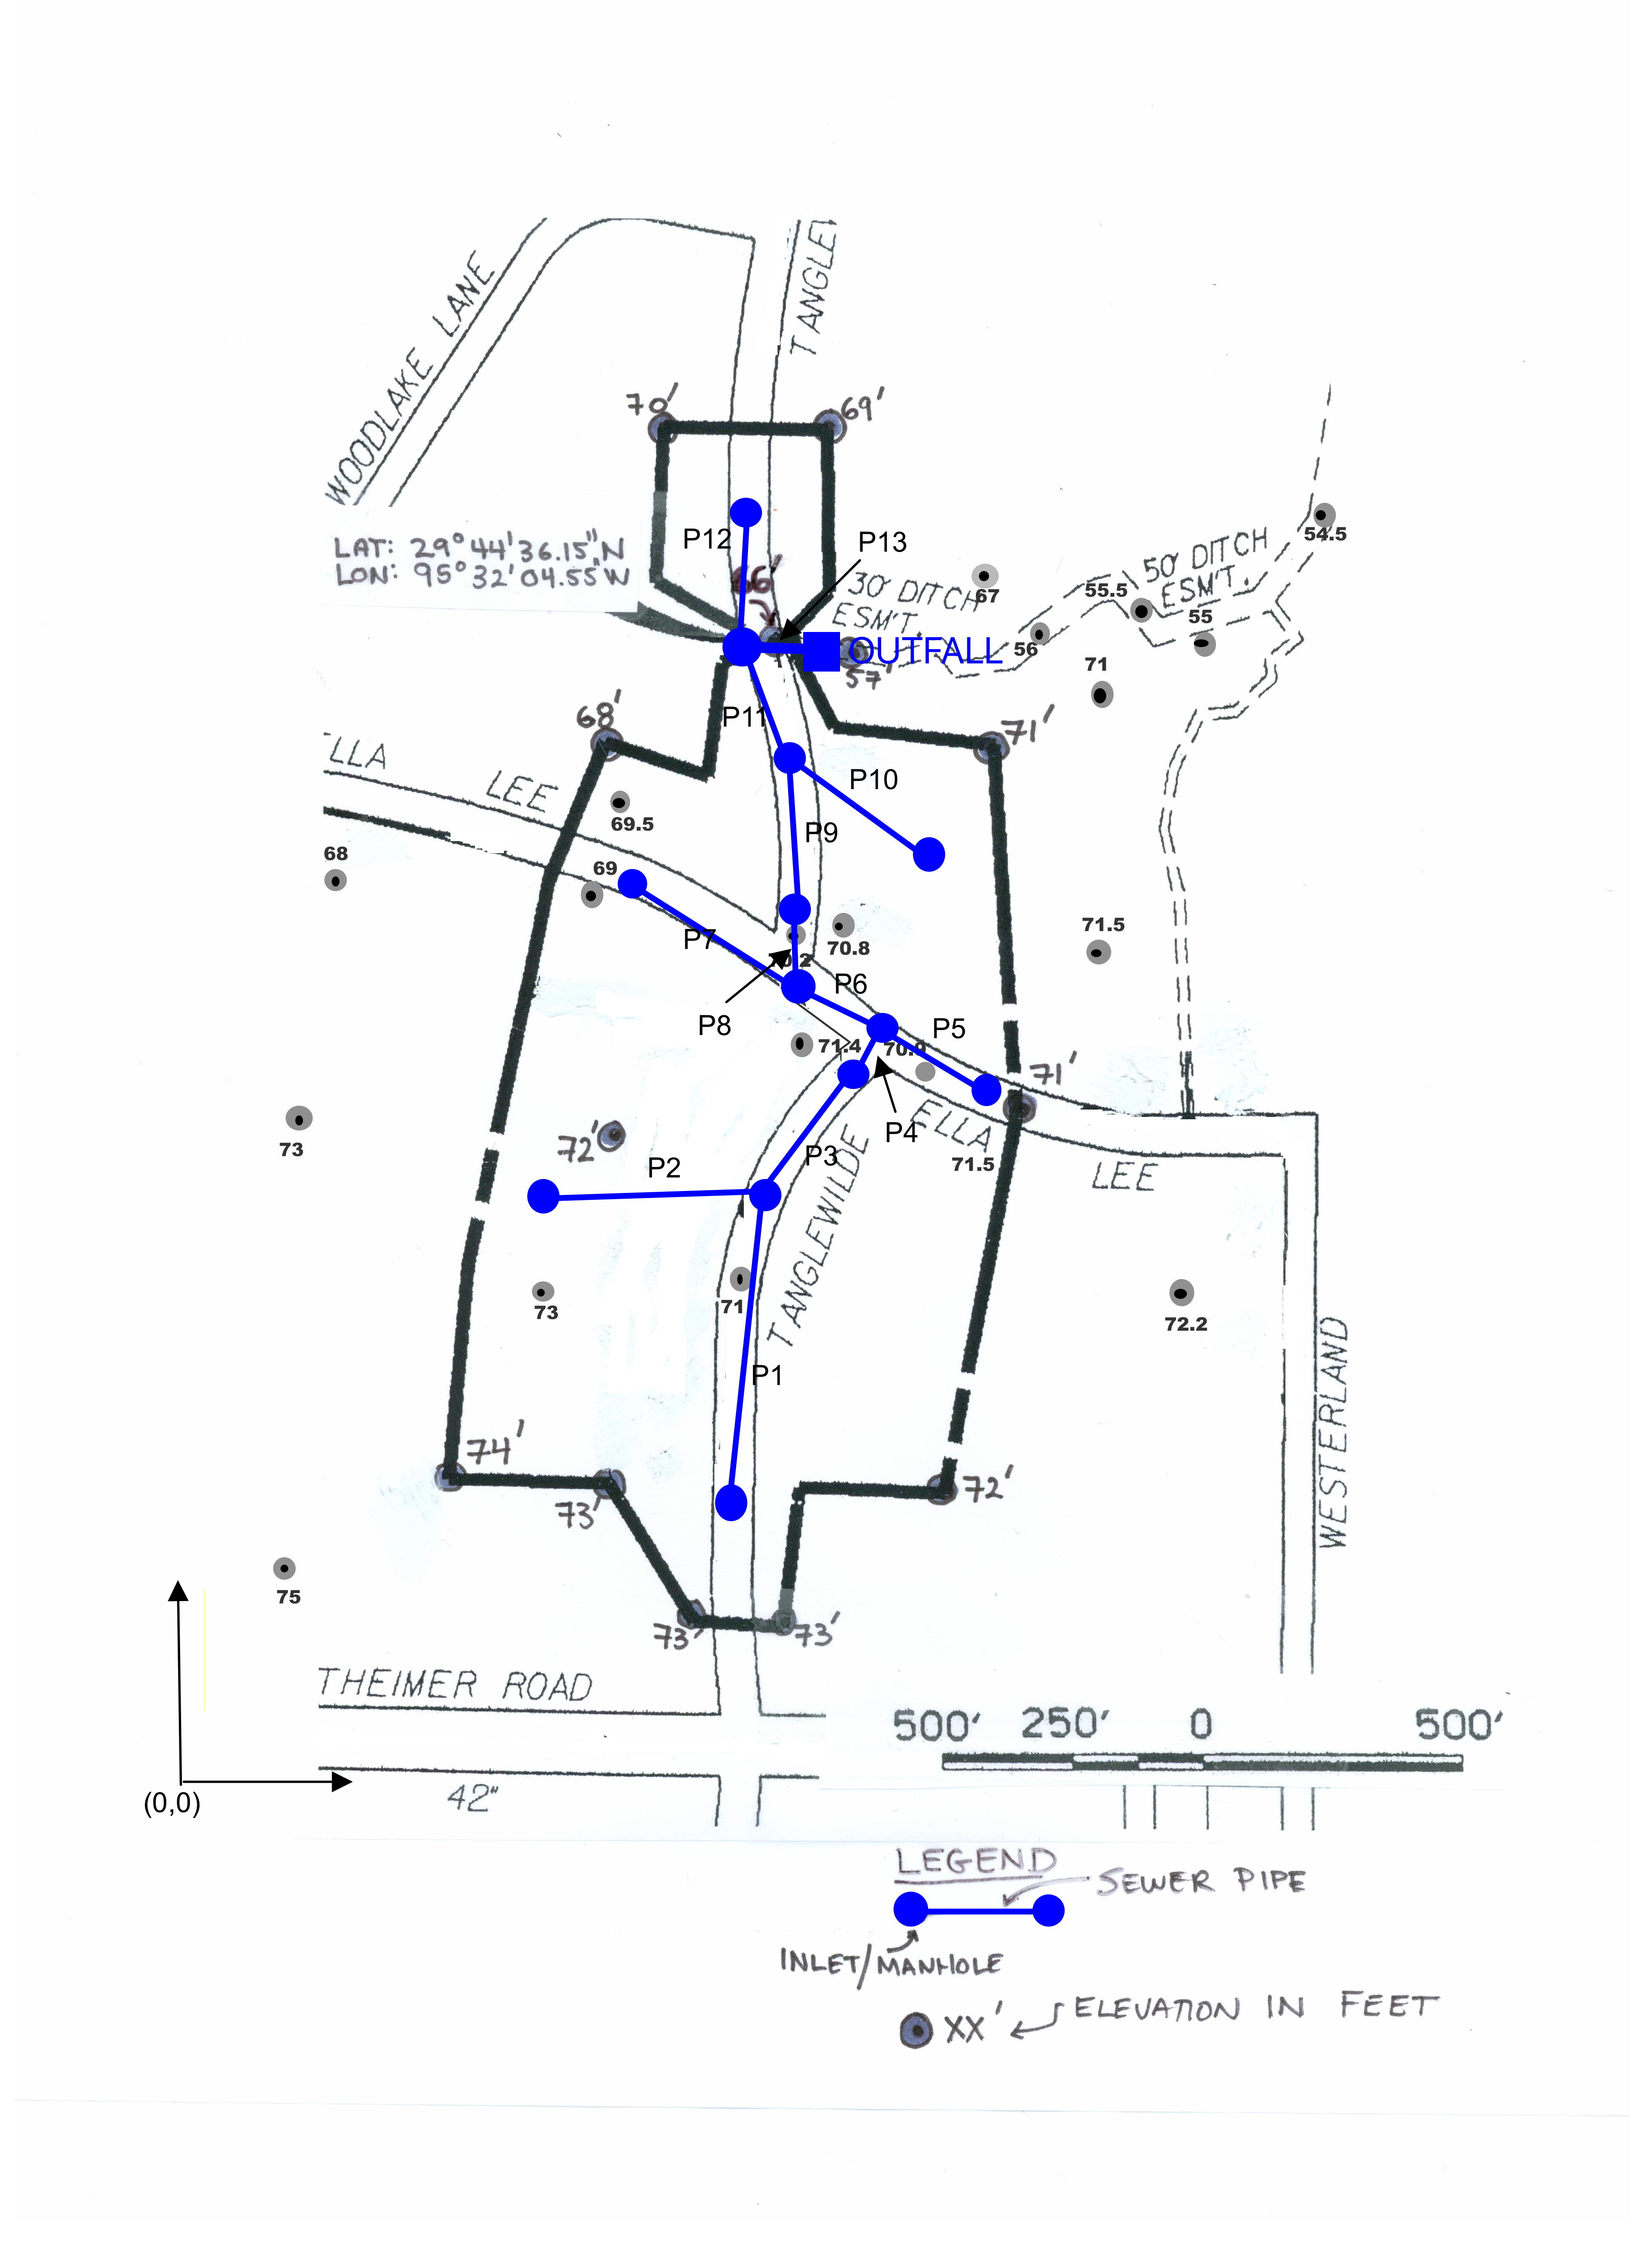 TANGLEW
WOODLAKE LANE
70'
69'
P12
P13
LAT: 29°44'36.15"N
LON: 95°32'04.55"W
66'
30' DITCH
ESM'T.
67
50' DITCH
ESM'T.
54.5
55.5
55
56
71
OUTFALL
57'
68'
P11
71'
ELLA
LEE
P10
69.5
P9
68
69
P7
70.8
71.5
70.2
P6
P8
P5
71.4
70.9
71'
P4
ELLA
71.5
LEE
73
72'
P2
P3
TANGLEWILDE
73
71
72.2
P1
WESTERLAND
74'
73'
72'
75
73'
73'
THEIMER ROAD
500' 250' 0 500'
(0,0)
42"
LEGEND
SEWER PIPE
INLET/MANHOLE
XX' ELEVATION IN FEET